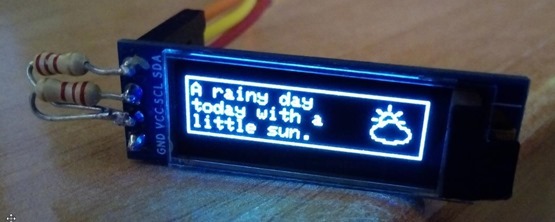 GND VCC SCL SDA
A rainy day
today with a
little sun.